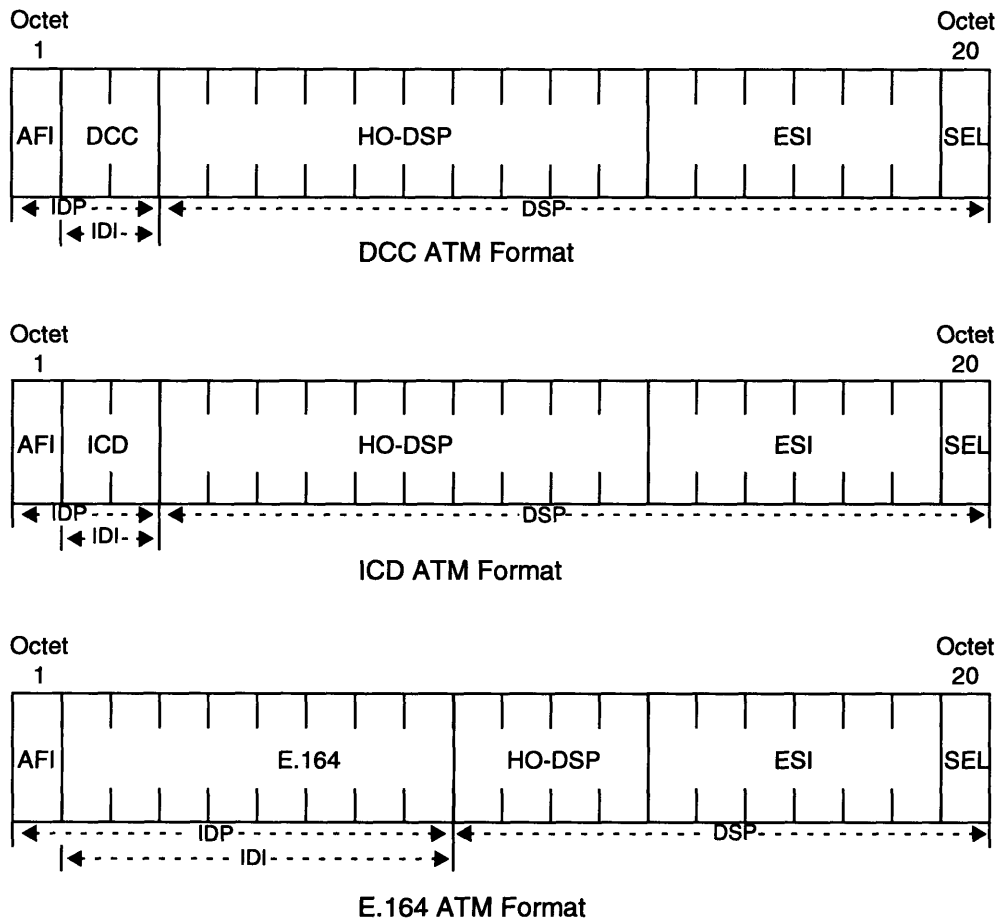 Octet Octet
1 20
AFI DCC HO-DSP ESI SEL
IDP DSP
IDI
DCC ATM Format
Octet Octet
1 20
AFI ICD HO-DSP ESI SEL
IDP DSP
IDI
ICD ATM Format
Octet Octet
1 20
AFI E.164 HO-DSP ESI SEL
IDP DSP
IDI
E.164 ATM Format